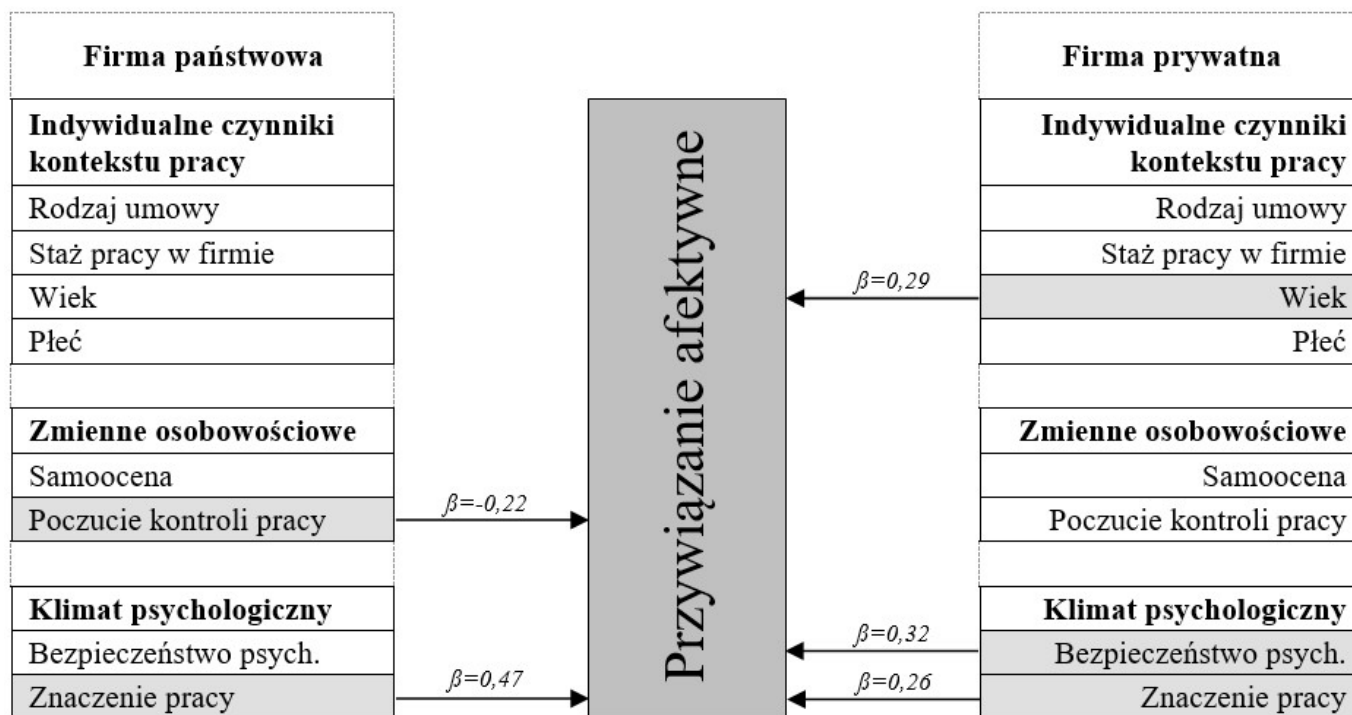 Firma państwowa
Indywidualne czynniki
kontekstu pracy
Rodzaj umowy
Staż pracy w firmie
Wiek
Płeć
Zmienne osobowościowe
Samoocena
Poczucie kontroli pracy
Klimat psychologiczny
Bezpieczeństwo psych.
Znaczenie pracy
β=-0,22
β=0,47
Przywiązanie afektywne
β=0,29
β=0,32
β=0,26
Firma prywatna
Indywidualne czynniki
kontekstu pracy
Rodzaj umowy
Staż pracy w firmie
Wiek
Płeć
Zmienne osobowościowe
Samoocena
Poczucie kontroli pracy
Klimat psychologiczny
Bezpieczeństwo psych.
Znaczenie pracy